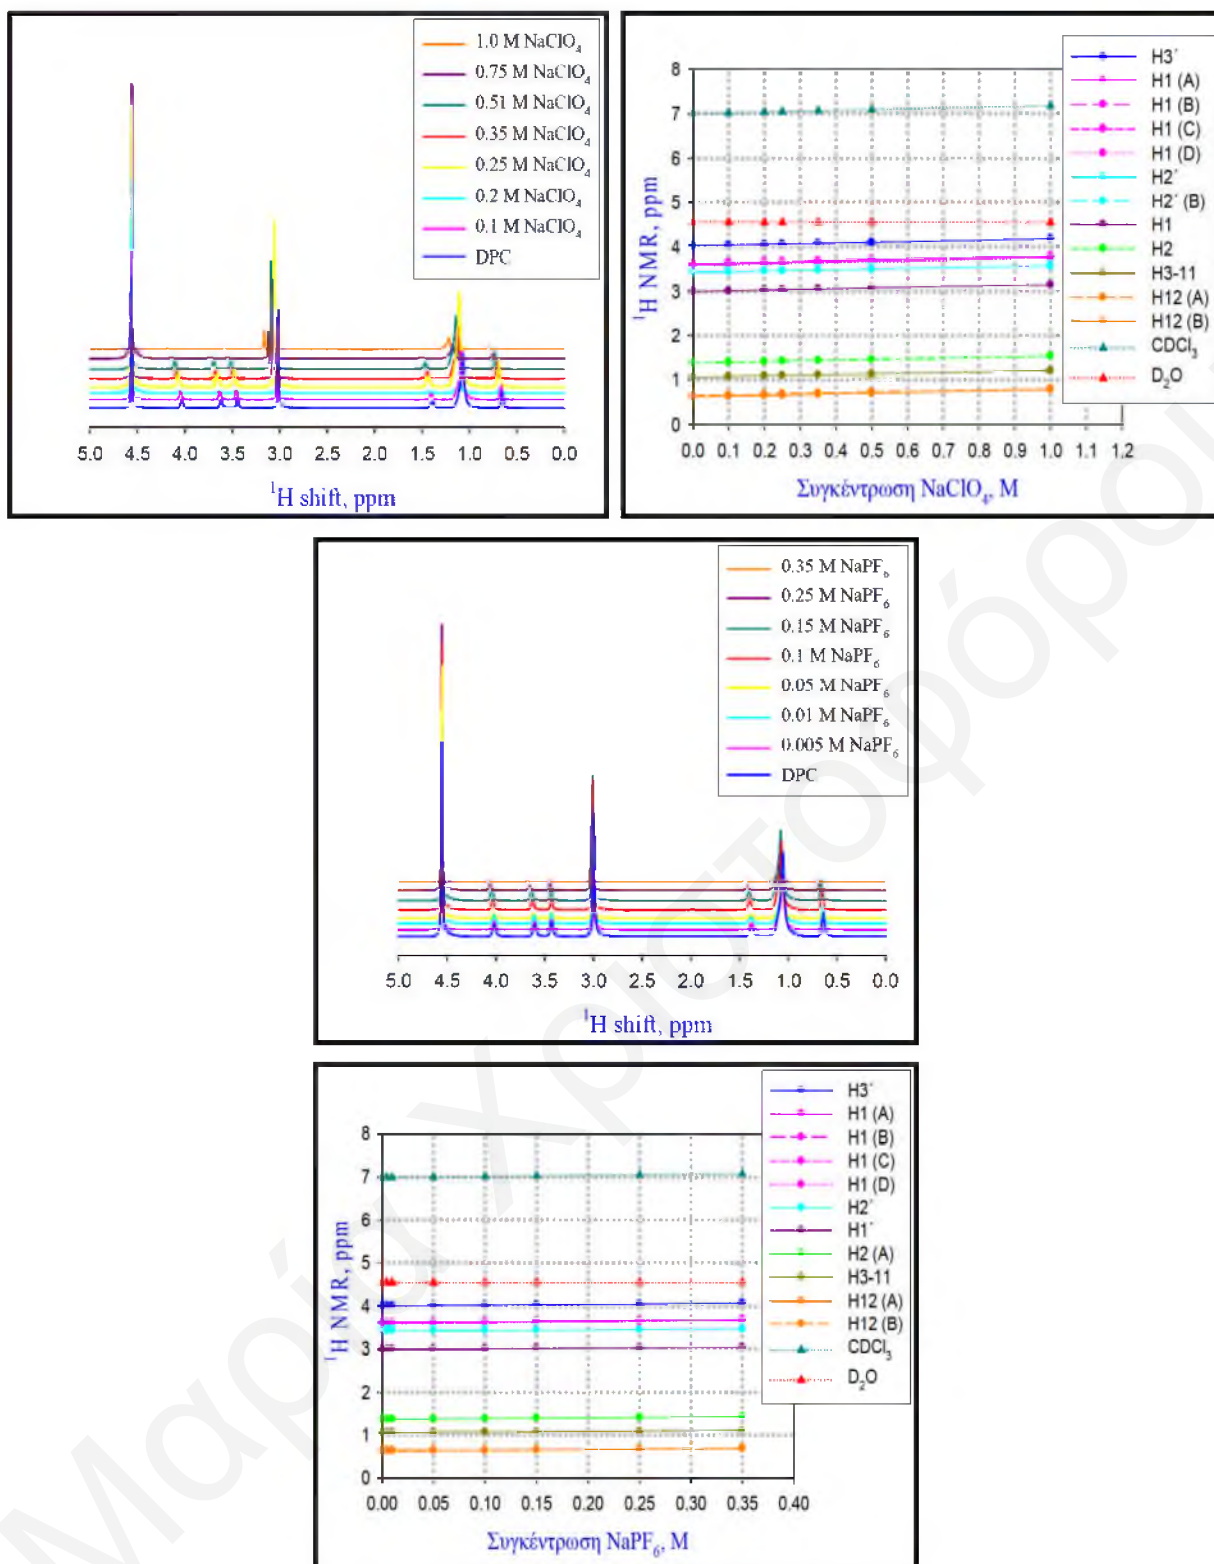 1.0 M NaClO₄
0.75 M NaClO₄
0.51 M NaClO₄
0.35 M NaClO₄
0.25 M NaClO₄
0.2 M NaClO₄
0.1 M NaClO₄
DPC
5.0 4.5 4.0 3.5 3.0 2.5 2.0 1.5 1.0 0.5 0.0
¹H shift, ppm
H3´
H1 (A)
H1 (B)
H1 (C)
H1 (D)
H2´
H2´ (B)
H1
H2
H3-11
H12 (A)
H12 (B)
CDCl₃
D₂O
8
7
6
5
4
3
2
1
0
¹H NMR, ppm
0.0 0.1 0.2 0.3 0.4 0.5 0.6 0.7 0.8 0.9 1.0 1.1 1.2
Συγκέντρωση NaClO₄, M
0.35 M NaPF₆
0.25 M NaPF₆
0.15 M NaPF₆
0.1 M NaPF₆
0.05 M NaPF₆
0.01 M NaPF₆
0.005 M NaPF₆
DPC
5.0 4.5 4.0 3.5 3.0 2.5 2.0 1.5 1.0 0.5 0.0
¹H shift, ppm
H3´
H1 (A)
H1 (B)
H1 (C)
H1 (D)
H2´
H1´
H2 (A)
H3-11
H12 (A)
H12 (B)
CDCl₃
D₂O
8
7
6
5
4
3
2
1
0
¹H NMR, ppm
0.00 0.05 0.10 0.15 0.20 0.25 0.30 0.35 0.40
Συγκέντρωση NaPF₆, M
Μαρία Χριστοφόρου